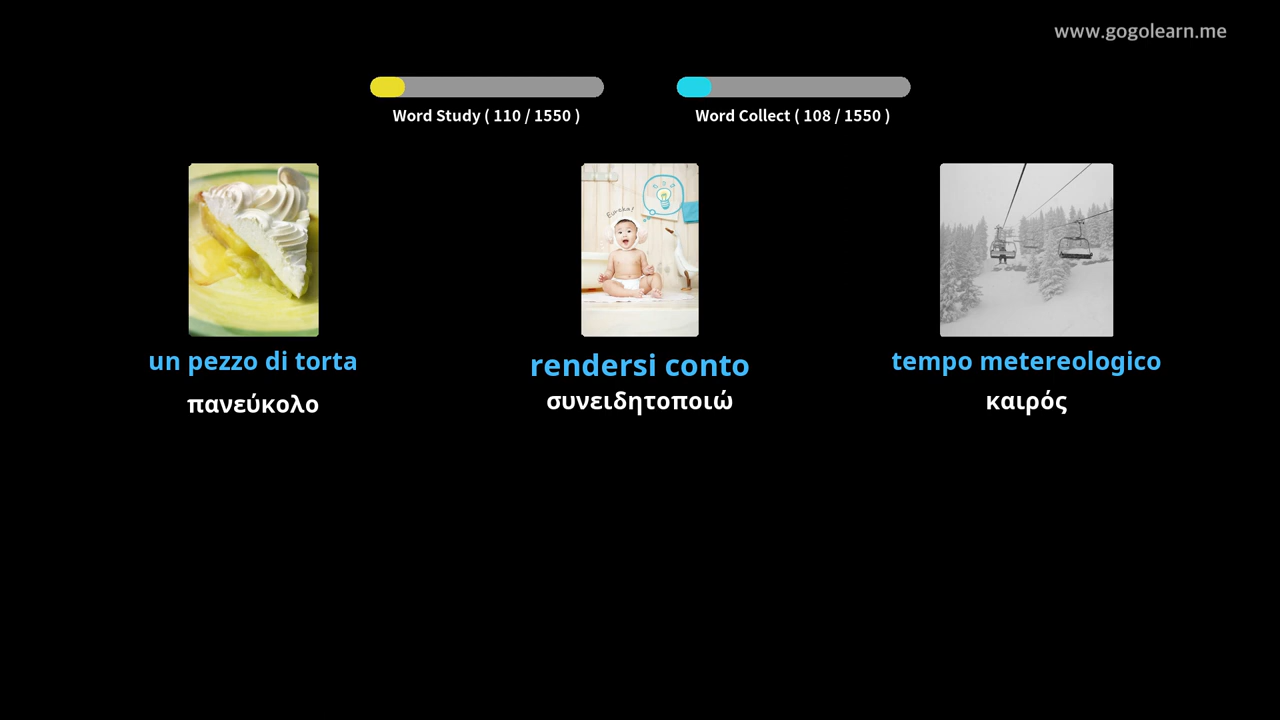 www.gogolearn.me
Word Study ( 110 / 1550 )
Word Collect ( 108 / 1550 )
Eureka!
un pezzo di torta
rendersi conto
tempo metereologico
πανεύκολο
συνειδητοποιώ
καιρός